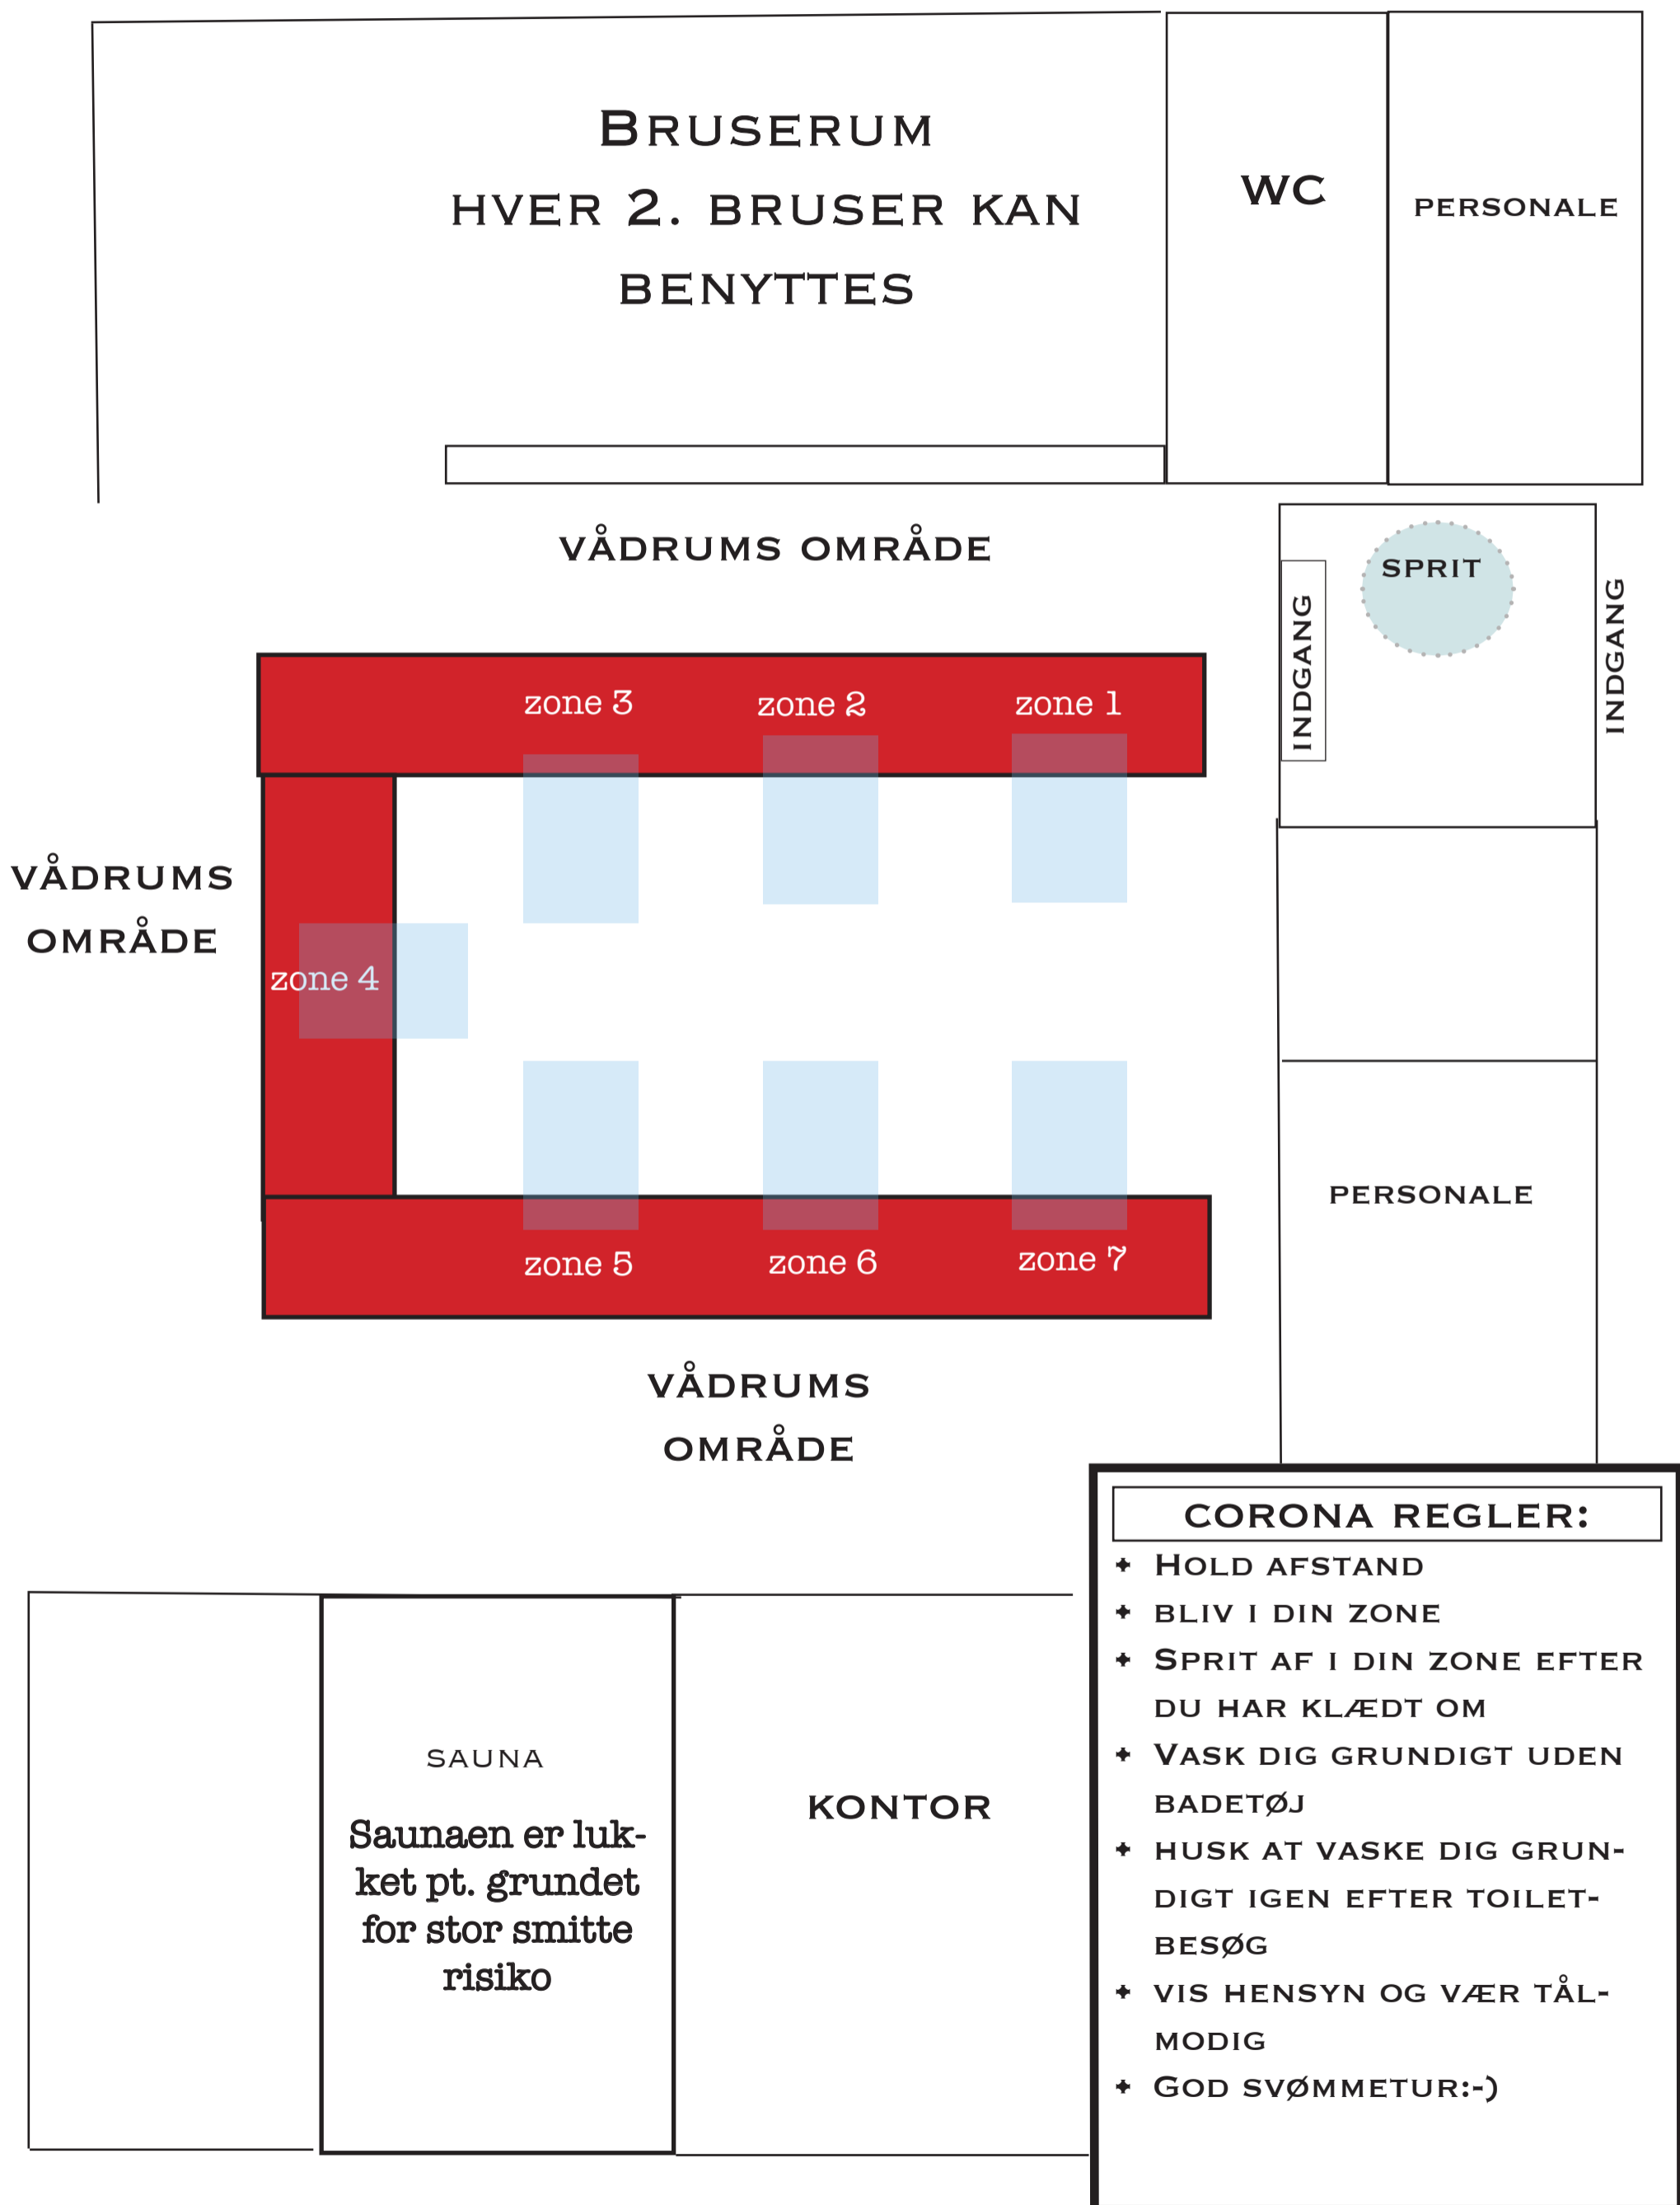 Bruserum
hver 2. bruser kan
benyttes
WC
personale
vådrums område
sprit
indgang
indgang
zone 3
zone 2
zone 1
vådrums
område
zone 4
personale
zone 5
zone 6
zone 7
vådrums
område
corona regler:
Hold afstand
bliv i din zone
Sprit af i din zone efter
du har klædt om
Vask dig grundigt uden
badetøj
husk at vaske dig grun-
digt igen efter toilet-
besøg
vis hensyn og vær tål-
modig
God svømmetur:-)
sauna
Saunaen er luk-
ket pt. grundet
for stor smitte
risiko
kontor